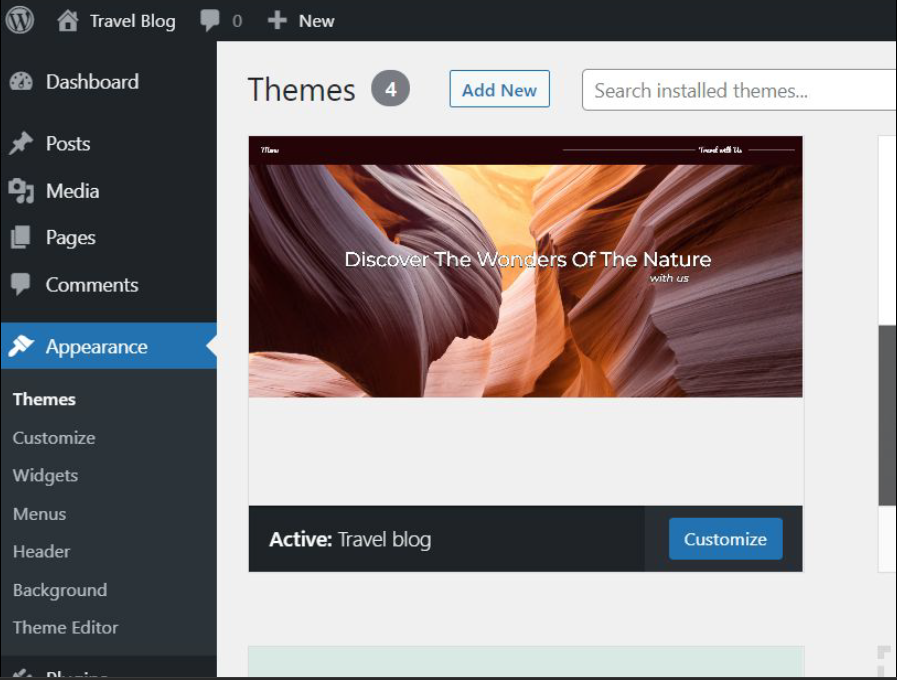 Travel Blog 0 New
Dashboard
Posts
Media
Pages
Comments
Appearance
Themes
Customize
Widgets
Menus
Header
Background
Theme Editor
Plugins
Themes 4 Add New Search installed themes...
Menu Travel with Us
Discover The Wonders Of The Nature
with us
Active: Travel blog Customize